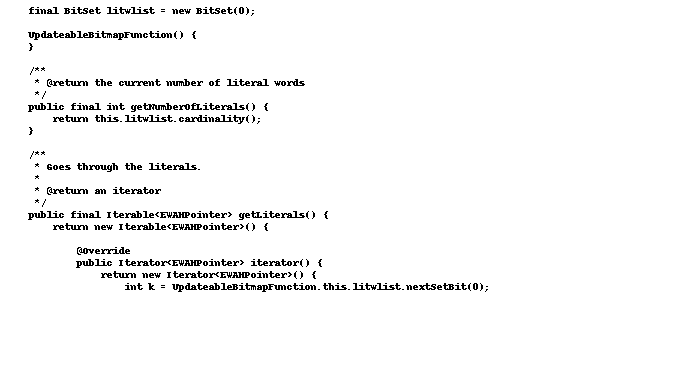 final BitSet litwlist = new BitSet(0);

UpdateableBitmapFunction() {
}

/**
 * @return the current number of literal words
 */
public final int getNumberOfLiterals() {
    return this.litwlist.cardinality();
}

/**
 * Goes through the literals.
 *
 * @return an iterator
 */
public final Iterable<EWAHPointer> getLiterals() {
    return new Iterable<EWAHPointer>() {

        @Override
        public Iterator<EWAHPointer> iterator() {
            return new Iterator<EWAHPointer>() {
                int k = UpdateableBitmapFunction.this.litwlist.nextSetBit(0);